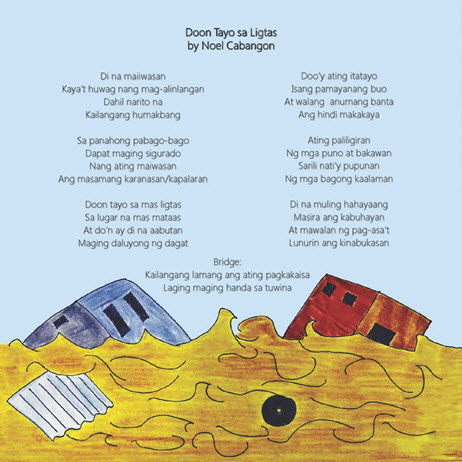 Doon Tayo sa Ligtas
by Noel Cabangon
Di na maiiwasan
Kaya't huwag nang mag-alinlangan
Dahil narito na
Kailangang humakbang
Sa panahong pabago-bago
Dapat maging sigurado
Nang ating maiwasan
Ang masamang karanasan/kapalaran
Doon tayo sa mas ligtas
Sa lugar na mas mataas
At do'n ay di na aabutan
Maging daluyong ng dagat
Doo'y ating itatayo
Isang pamayanang buo
At walang anumang banta
Ang hindi makakaya
Ating paliligiran
Ng mga puno at bakawan
Sarili nati'y pupunan
Ng mga bagong kaalaman
Di na muling hahayaang
Masira ang kabuhayan
At mawalan ng pag-asa't
Lunurin ang kinabukasan
Bridge:
Kailangang lamang ang ating pagkakaisa
Laging maging handa sa tuwina